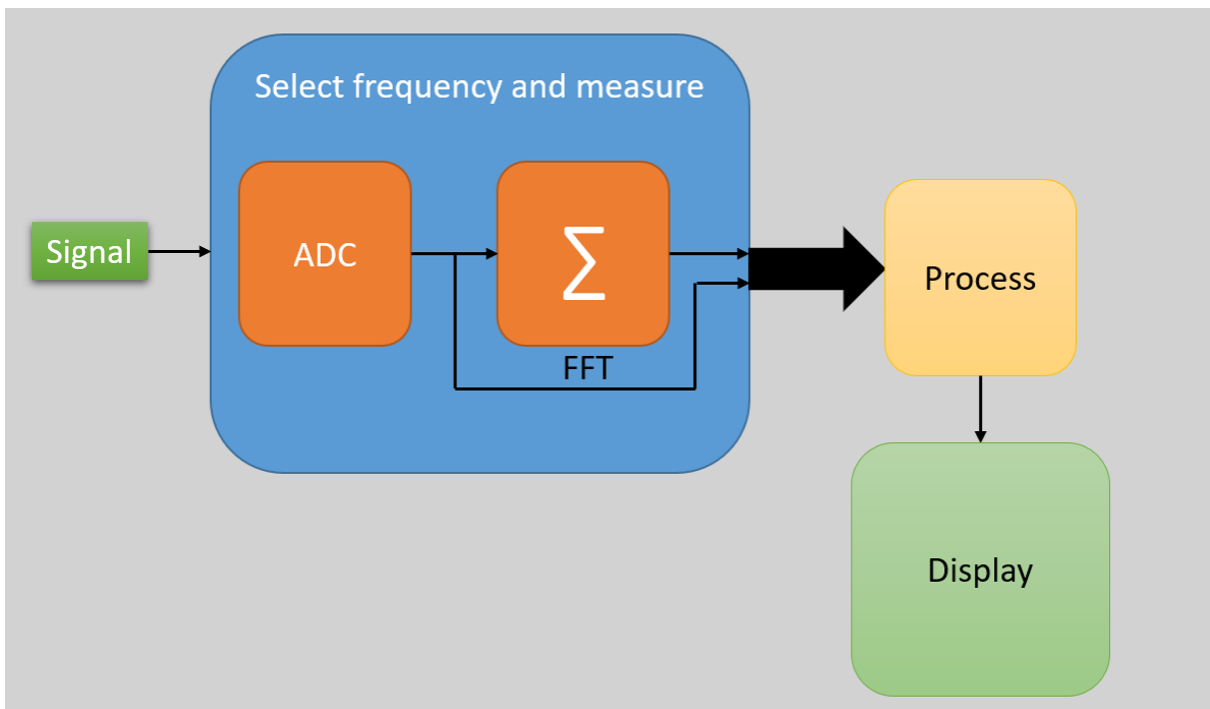 Select frequency and measure
Signal
ADC
∑
FFT
Process
Display